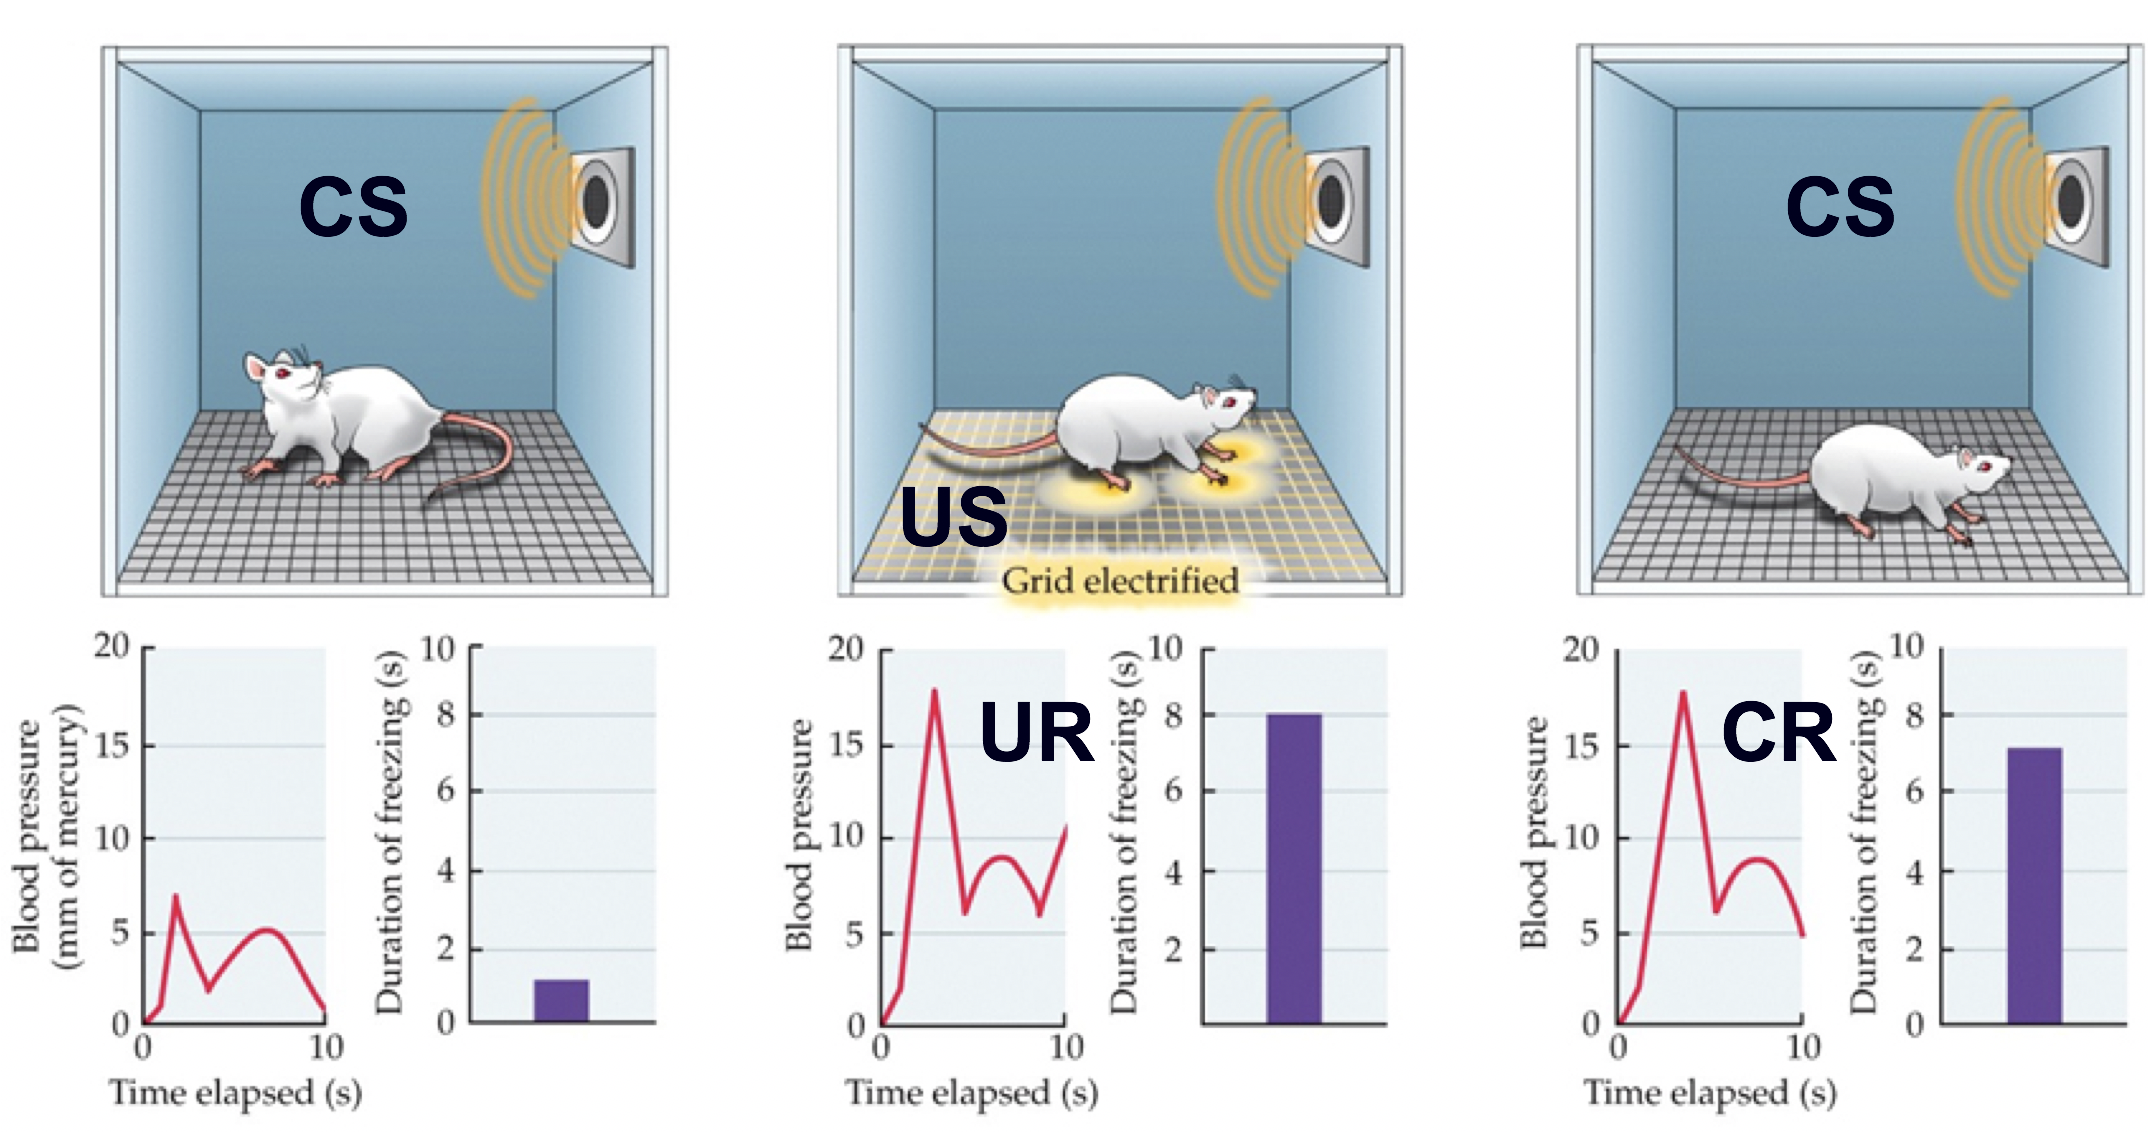 CS
US
Grid electrified
CS
20
15
10
5
0
0
10
Blood pressure
(mm of mercury)
Time elapsed (s)
10
8
6
4
2
0
Duration of freezing (s)
20
15
10
5
0
0
10
Blood pressure
Time elapsed (s)
UR
10
8
6
4
2
Duration of freezing (s)
20
15
10
5
0
0
10
Blood pressure
Time elapsed (s)
CR
10
8
6
4
2
0
Duration of freezing (s)